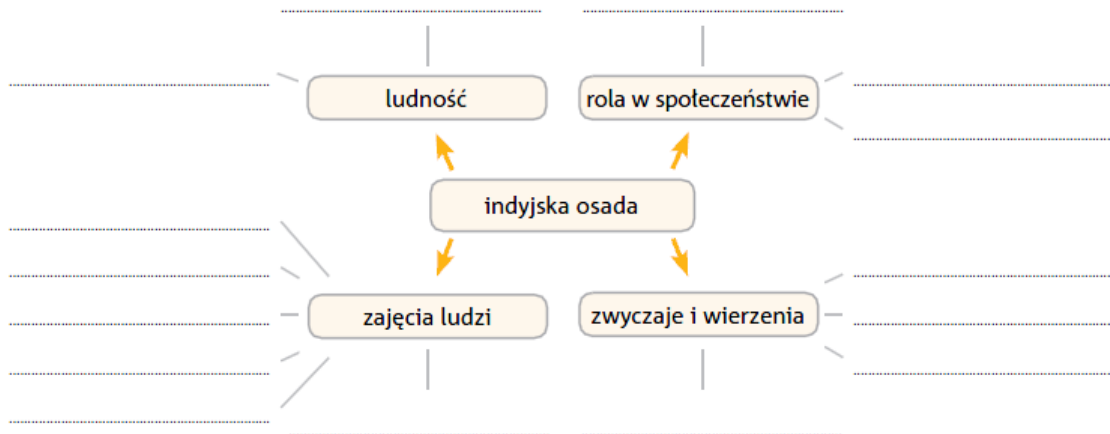 ludność
rola w społeczeństwie
indyjska osada
zajęcia ludzi
zwyczaje i wierzenia